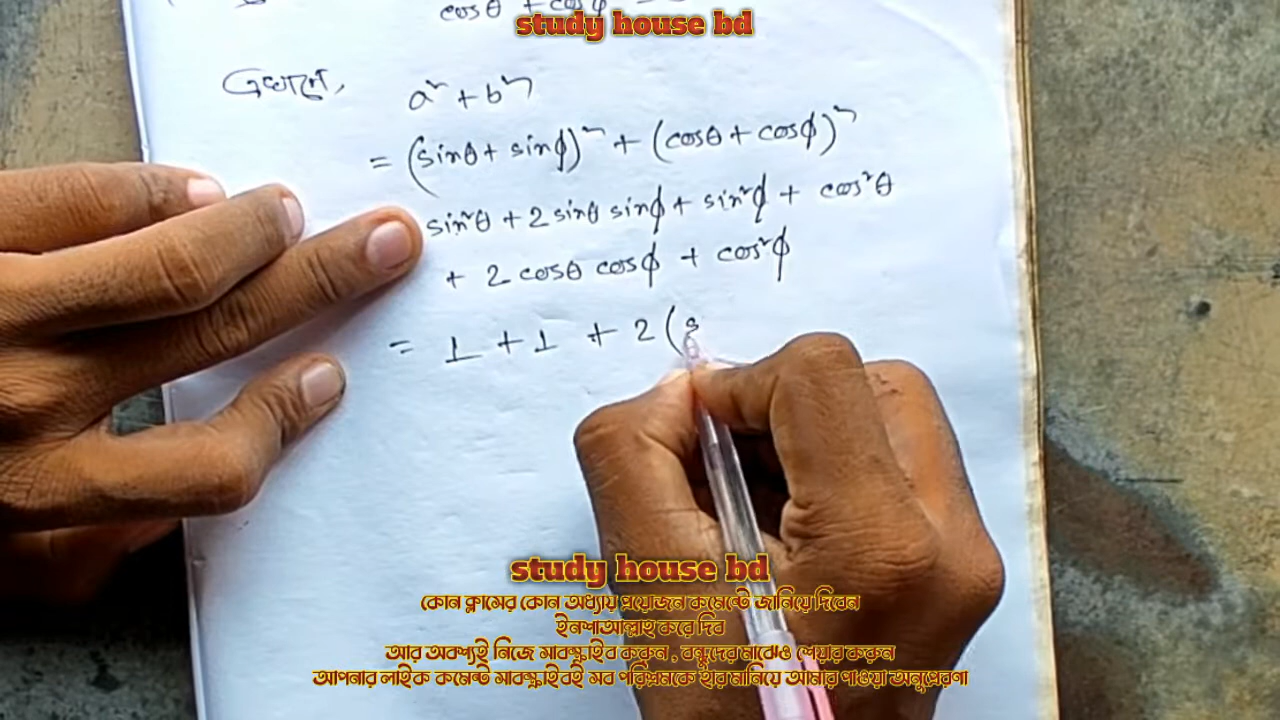 cosθ + cosφ
study house bd
এখানে, a² + b²
= (sinθ + sinφ)² + (cosθ + cosφ)²
sin²θ + 2 sinθ sinφ + sin²φ + cos²θ
+ 2 cosθ cosφ + cos²φ
= 1 + 1 + 2 (s
study house bd
কোন ক্লাসের কোন অধ্যায় প্রয়োজন কমেন্টে জানিয়ে দিবেন
ইনশাআল্লাহ করে দিব
আর অবশ্যই নিজে সাবস্ক্রাইব করুন , বন্ধুদের মাঝেও শেয়ার করুন
আপনার লাইক কমেন্ট সাবস্ক্রাইবই সব পরিশ্রমকে হার মানিয়ে আমার পাওয়া অনুপ্রেরণা